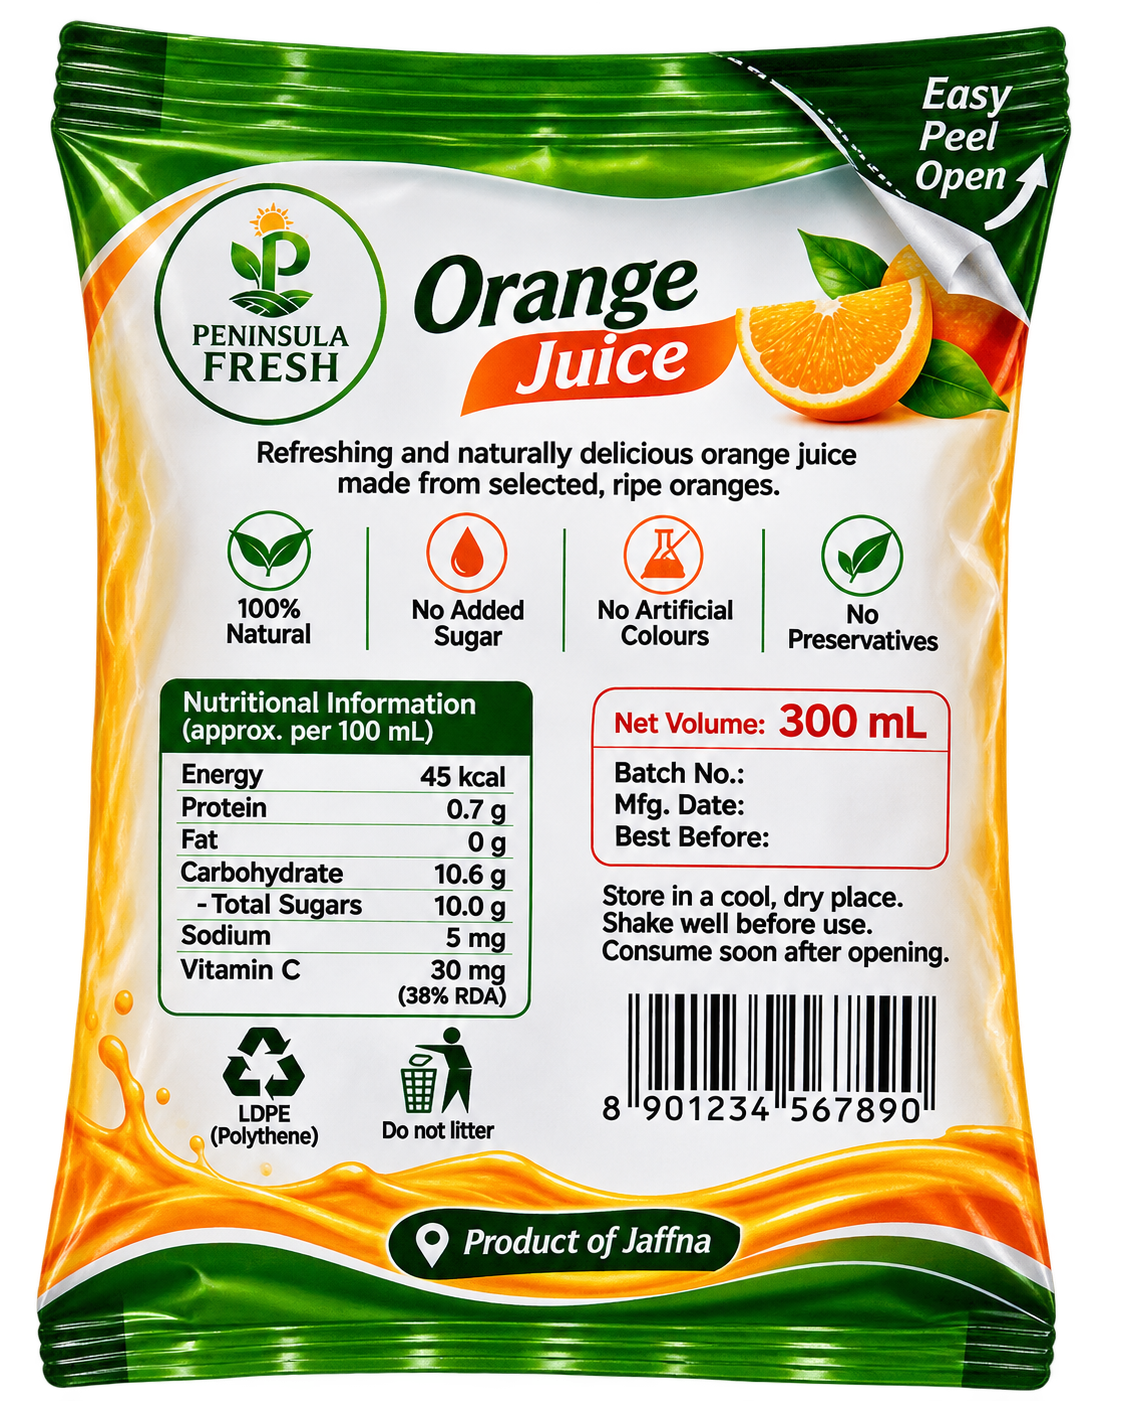 Easy
Peel
Open
PENINSULA
FRESH
Orange
Juice
Refreshing and naturally delicious orange juice
made from selected, ripe oranges.
100%
Natural
No Added
Sugar
No Artificial
Colours
No
Preservatives
Nutritional Information
(approx. per 100 mL)
Energy 45 kcal
Protein 0.7 g
Fat 0 g
Carbohydrate 10.6 g
- Total Sugars 10.0 g
Sodium 5 mg
Vitamin C 30 mg
(38% RDA)
Net Volume: 300 mL
Batch No.:
Mfg. Date:
Best Before:
Store in a cool, dry place.
Shake well before use.
Consume soon after opening.
LDPE
(Polythene)
Do not litter
8 901234 567890
Product of Jaffna